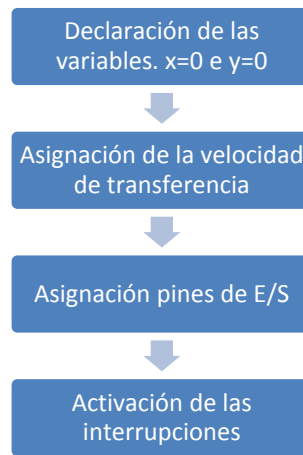 Declaración de las
variables. x=0 e y=0
Asignación de la velocidad
de transferencia
Asignación pines de E/S
Activación de las
interrupciones